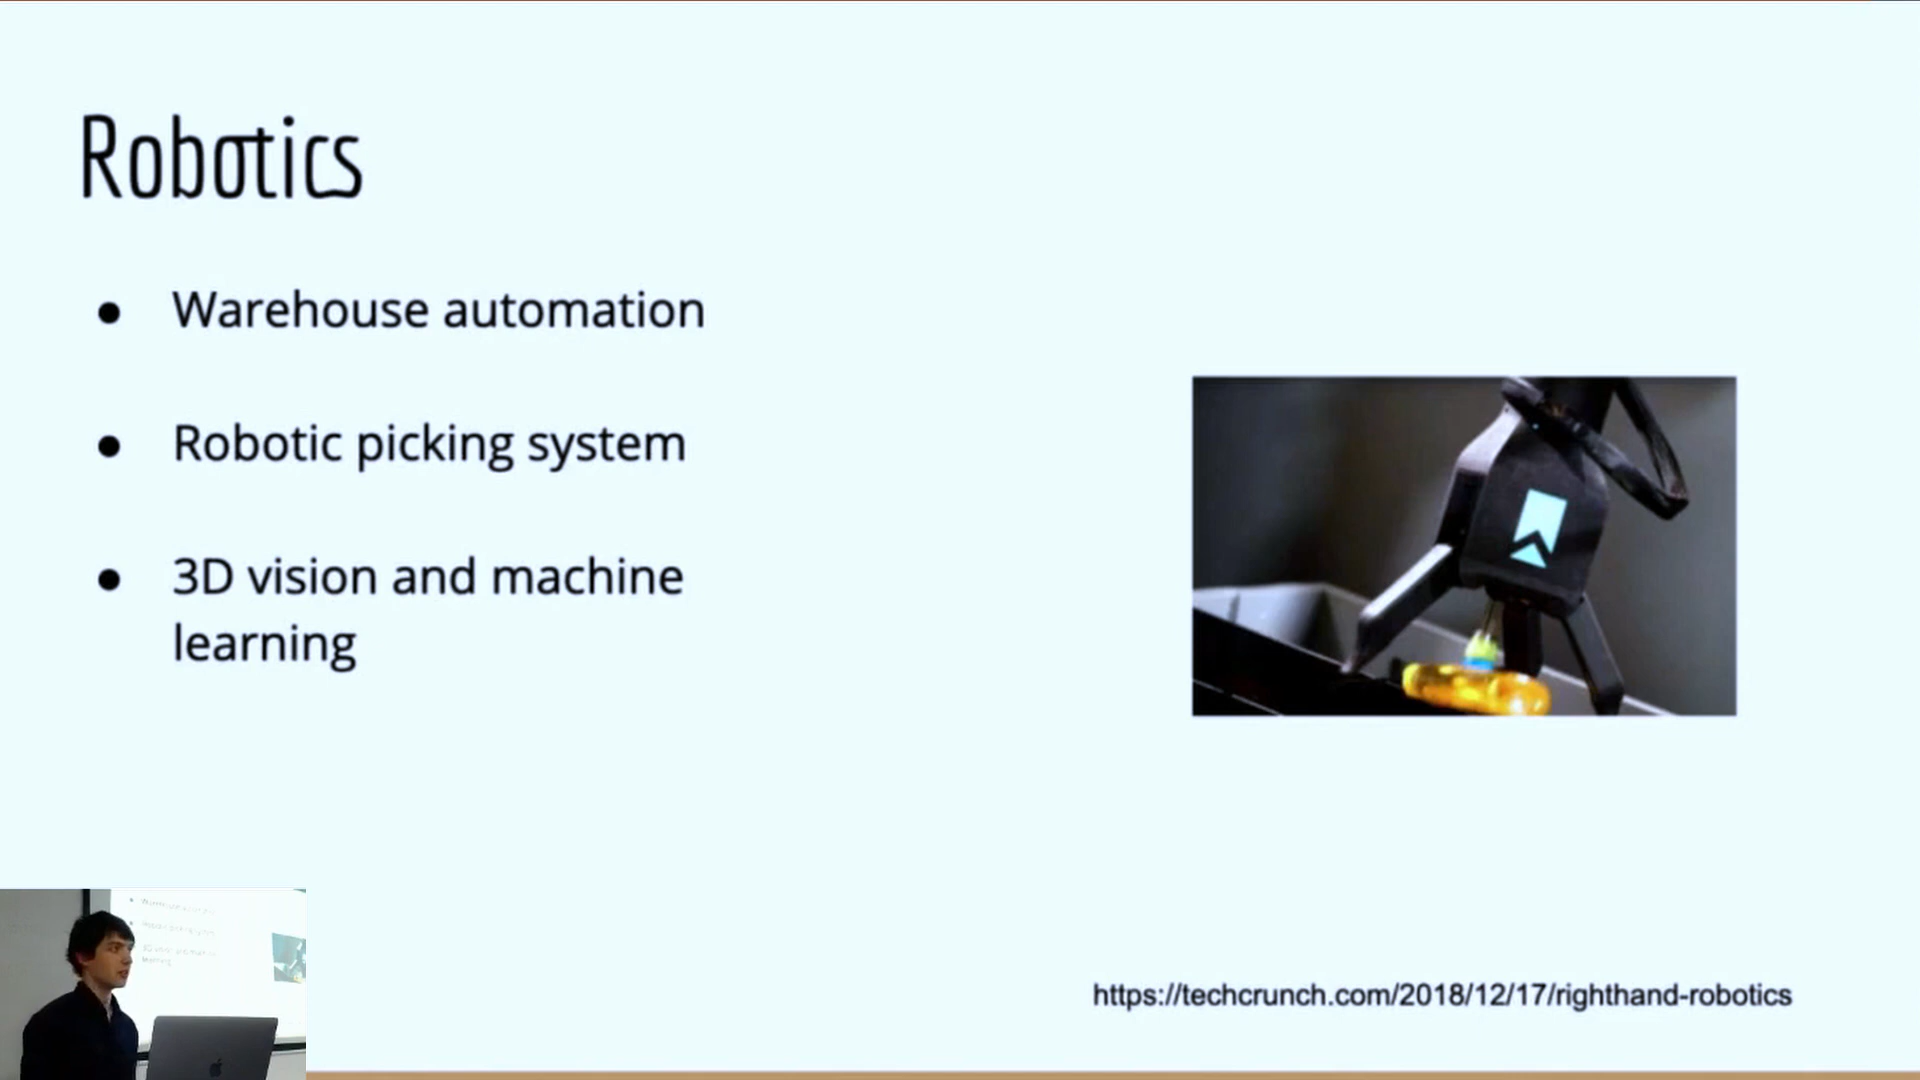 Robotics
● Warehouse automation
● Robotic picking system
● 3D vision and machine
learning
https://techcrunch.com/2018/12/17/righthand-robotics